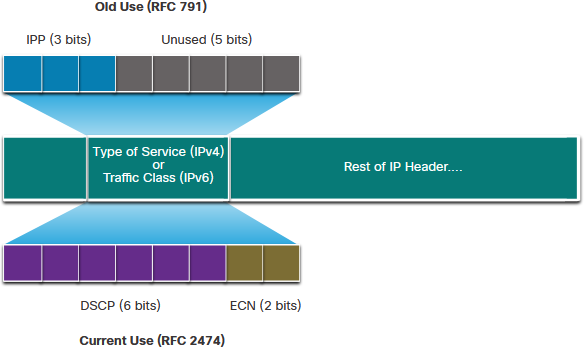 Old Use (RFC 791)
IPP (3 bits) Unused (5 bits)
Type of Service (IPv4)
or
Traffic Class (IPv6)
Rest of IP Header....
DSCP (6 bits) ECN (2 bits)
Current Use (RFC 2474)